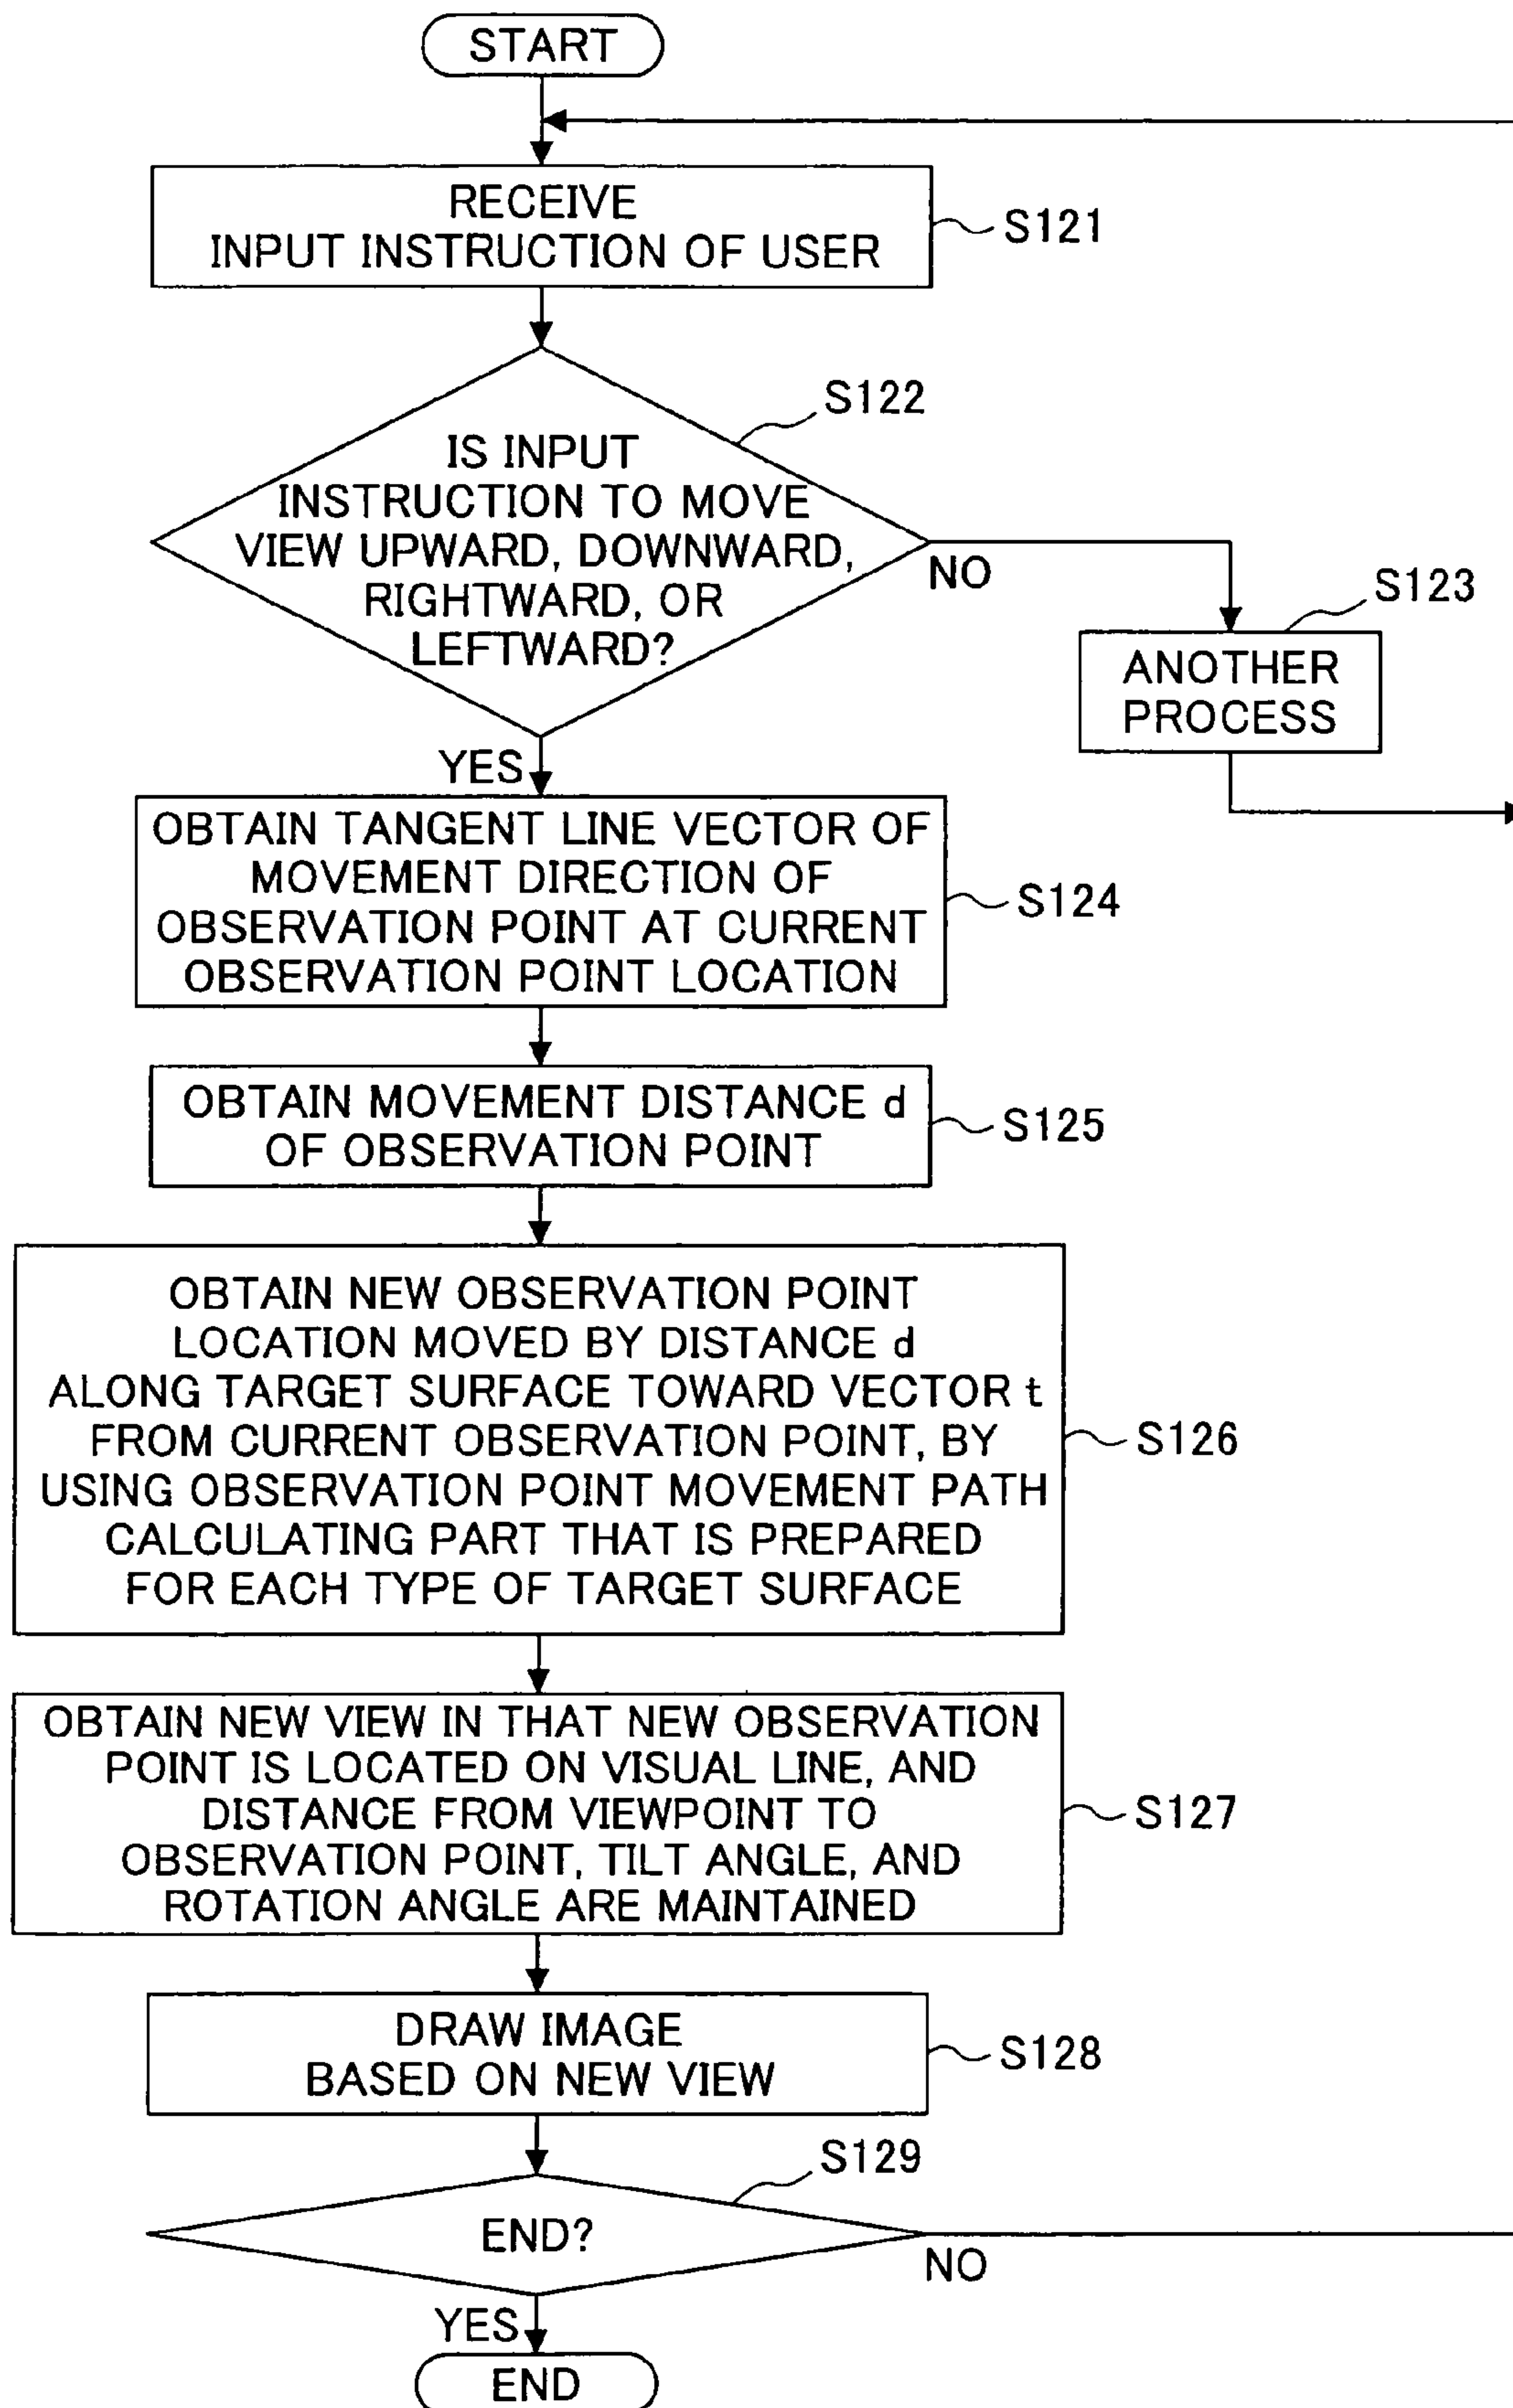 START
RECEIVE
INPUT INSTRUCTION OF USER
S121
S122
IS INPUT
INSTRUCTION TO MOVE
VIEW UPWARD, DOWNWARD,
RIGHTWARD, OR
LEFTWARD?
NO
S123
ANOTHER
PROCESS
YES
OBTAIN TANGENT LINE VECTOR OF
MOVEMENT DIRECTION OF
OBSERVATION POINT AT CURRENT
OBSERVATION POINT LOCATION
S124
OBTAIN MOVEMENT DISTANCE d
OF OBSERVATION POINT
S125
OBTAIN NEW OBSERVATION POINT
LOCATION MOVED BY DISTANCE d
ALONG TARGET SURFACE TOWARD VECTOR t
FROM CURRENT OBSERVATION POINT, BY
USING OBSERVATION POINT MOVEMENT PATH
CALCULATING PART THAT IS PREPARED
FOR EACH TYPE OF TARGET SURFACE
S126
OBTAIN NEW VIEW IN THAT NEW OBSERVATION
POINT IS LOCATED ON VISUAL LINE, AND
DISTANCE FROM VIEWPOINT TO
OBSERVATION POINT, TILT ANGLE, AND
ROTATION ANGLE ARE MAINTAINED
S127
DRAW IMAGE
BASED ON NEW VIEW
S128
S129
END?
NO
YES
END